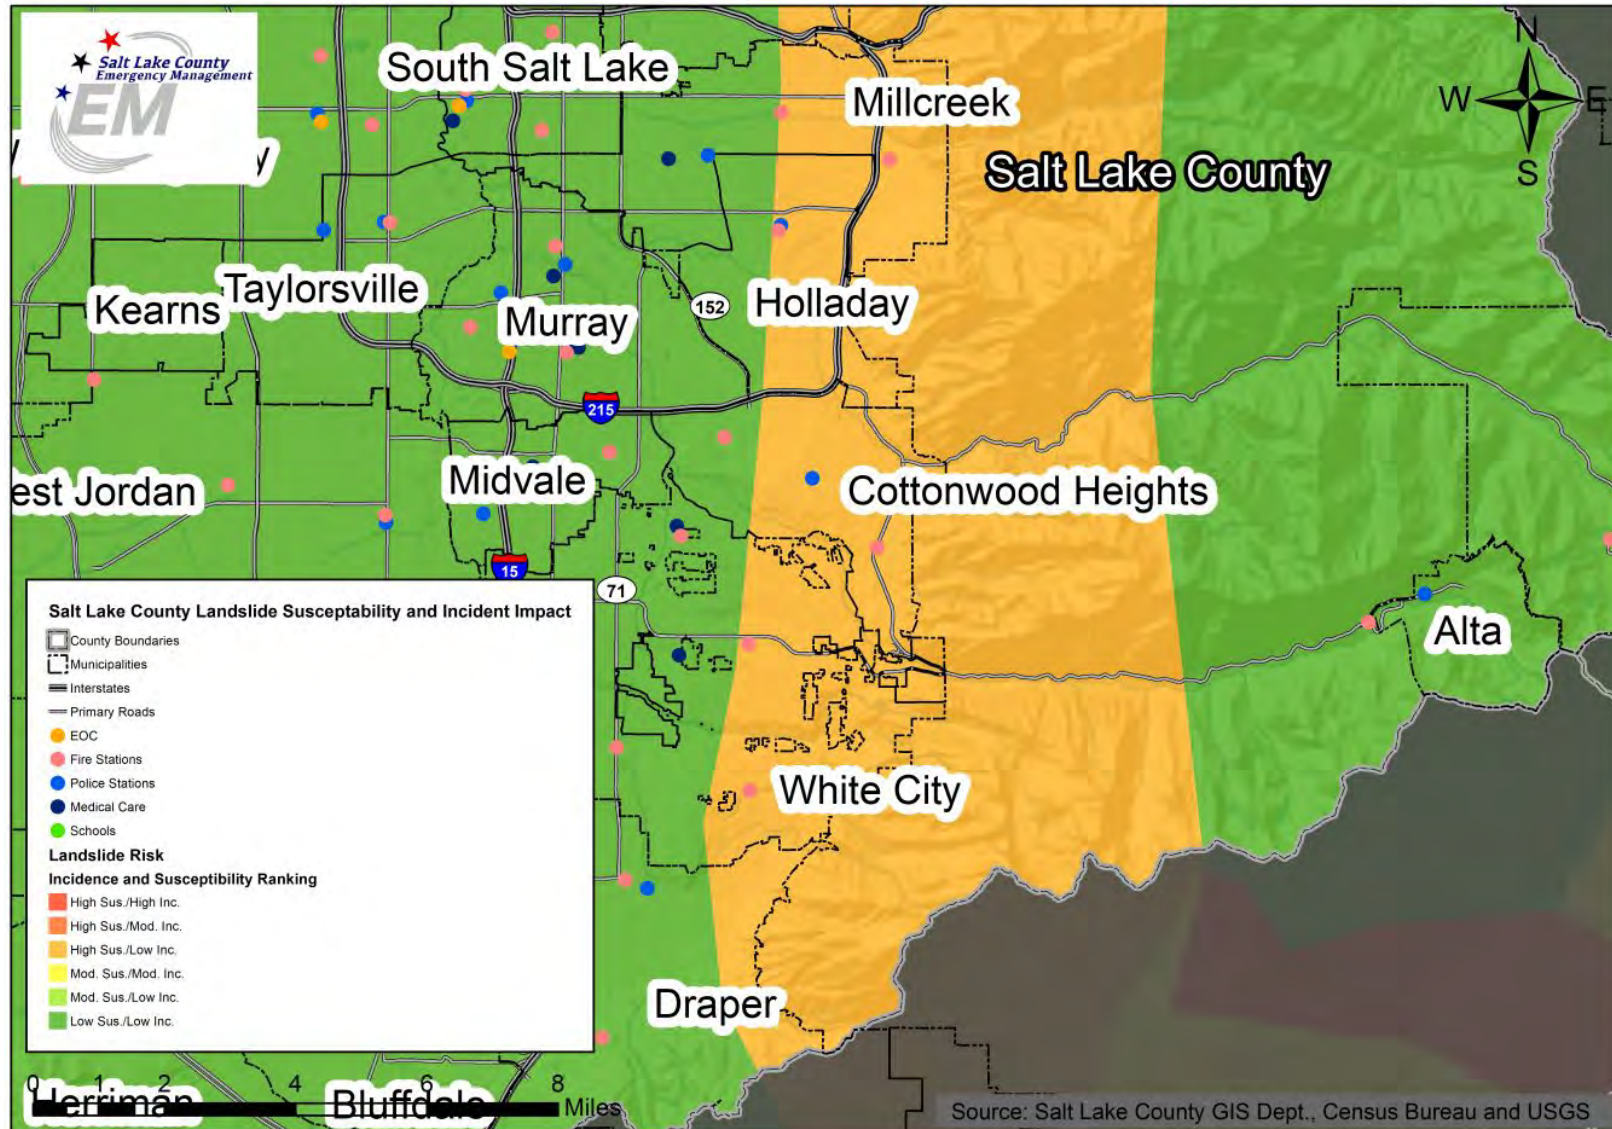 Salt Lake County
Emergency Management
EM
South Salt Lake
Millcreek
N
W
E
S
Salt Lake County
Kearns
Taylorsville
Murray
152
Holladay
215
est Jordan
Midvale
Cottonwood Heights
15
71
Alta
White City
Draper
Herriman
Bluffdale
Salt Lake County Landslide Susceptability and Incident Impact
County Boundaries
Municipalities
Interstates
Primary Roads
EOC
Fire Stations
Police Stations
Medical Care
Schools
Landslide Risk
Incidence and Susceptibility Ranking
High Sus./High Inc.
High Sus./Mod. Inc.
High Sus./Low Inc.
Mod. Sus./Mod. Inc.
Mod. Sus./Low Inc.
Low Sus./Low Inc.
0 1 2 4 6 8
Miles
Source: Salt Lake County GIS Dept., Census Bureau and USGS